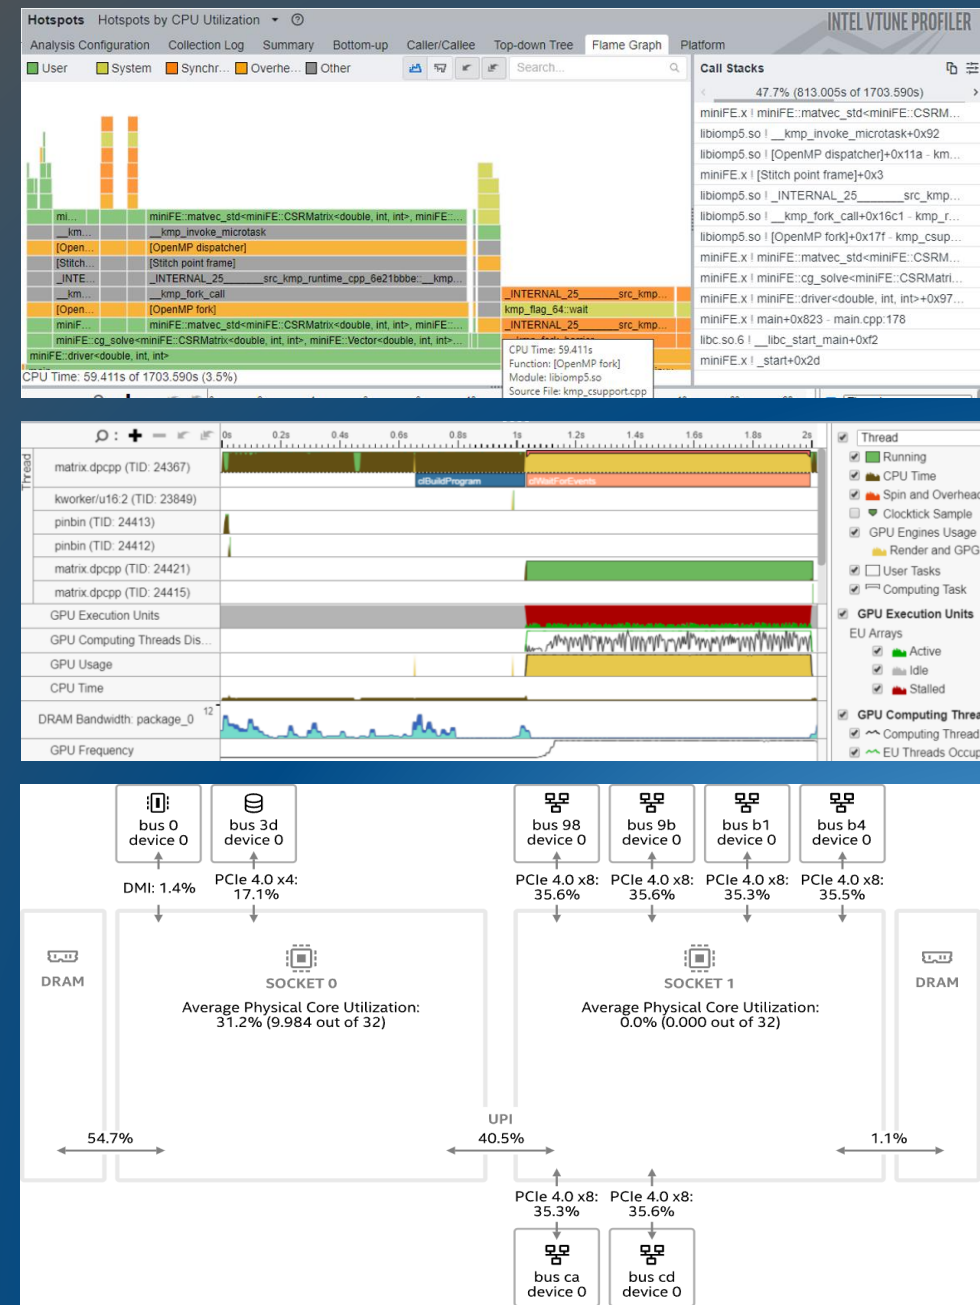 Hotspots Hotspots by CPU Utilization
INTEL VTUNE PROFILER
Analysis Configuration Collection Log Summary Bottom-up Caller/Callee Top-down Tree Flame Graph Platform
User System Synchr... Overhe... Other Search...
Call Stacks
47.7% (813.005s of 1703.590s)
miniFE.x ! miniFE::matvec_std<miniFE::CSRM...
libiomp5.so ! __kmp_invoke_microtask+0x92
libiomp5.so ! [OpenMP dispatcher]+0x11a - km...
miniFE.x ! [Stitch point frame]+0x3
libiomp5.so ! _INTERNAL_25_______src_kmp...
libiomp5.so ! __kmp_fork_call+0x16c1 - kmp_r...
libiomp5.so ! [OpenMP fork]+0x17f - kmp_csup...
miniFE.x ! miniFE::matvec_std<miniFE::CSRM...
miniFE.x ! miniFE::cg_solve<miniFE::CSRMatri...
miniFE.x ! miniFE::driver<double, int, int>+0x97...
miniFE.x ! main+0x823 - main.cpp:178
libc.so.6 ! __libc_start_main+0xf2
miniFE.x ! _start+0x2d
mi... miniFE::matvec_std<miniFE::CSRMatrix<double, int, int>, miniFE::...
__km... __kmp_invoke_microtask
[Open... [OpenMP dispatcher]
[Stitch... [Stitch point frame]
_INTE... _INTERNAL_25_______src_kmp_runtime_cpp_6e21bbbe::__kmp...
__km... __kmp_fork_call _INTERNAL_25_______src_kmp...
[Open... [OpenMP fork] kmp_flag_64::wait
miniF... miniFE::matvec_std<miniFE::CSRMatrix<double, int, int>, miniFE::... _INTERNAL_25_______src_kmp...
miniFE::cg_solve<miniFE::CSRMatrix<double, int, int>, miniFE::Vector<double, int, int>...
miniFE::driver<double, int, int>
CPU Time: 59.411s of 1703.590s (3.5%)
CPU Time: 59.411s
Function: [OpenMP fork]
Module: libiomp5.so
Source File: kmp_csupport.cpp
0s 0.2s 0.4s 0.6s 0.8s 1s 1.2s 1.4s 1.6s 1.8s 2s
Thread
matrix.dpcpp (TID: 24367)
clBuildProgram clWaitForEvents
kworker/u16:2 (TID: 23849)
pinbin (TID: 24413)
pinbin (TID: 24412)
matrix.dpcpp (TID: 24421)
matrix.dpcpp (TID: 24415)
GPU Execution Units
GPU Computing Threads Dis...
GPU Usage
CPU Time
DRAM Bandwidth: package_0 12
GPU Frequency
Thread
Running
CPU Time
Spin and Overhead
Clocktick Sample
GPU Engines Usage
Render and GPG
User Tasks
Computing Task
GPU Execution Units
EU Arrays
Active
Idle
Stalled
GPU Computing Threa
Computing Thread
EU Threads Occup
bus 0
device 0
bus 3d
device 0
bus 98
device 0
bus 9b
device 0
bus b1
device 0
bus b4
device 0
DMI: 1.4%
PCIe 4.0 x4:
17.1%
PCIe 4.0 x8:
35.6%
PCIe 4.0 x8:
35.6%
PCIe 4.0 x8:
35.3%
PCIe 4.0 x8:
35.5%
DRAM
SOCKET 0
Average Physical Core Utilization:
31.2% (9.984 out of 32)
SOCKET 1
Average Physical Core Utilization:
0.0% (0.000 out of 32)
DRAM
54.7%
UPI
40.5%
1.1%
PCIe 4.0 x8:
35.3%
PCIe 4.0 x8:
35.6%
bus ca
device 0
bus cd
device 0